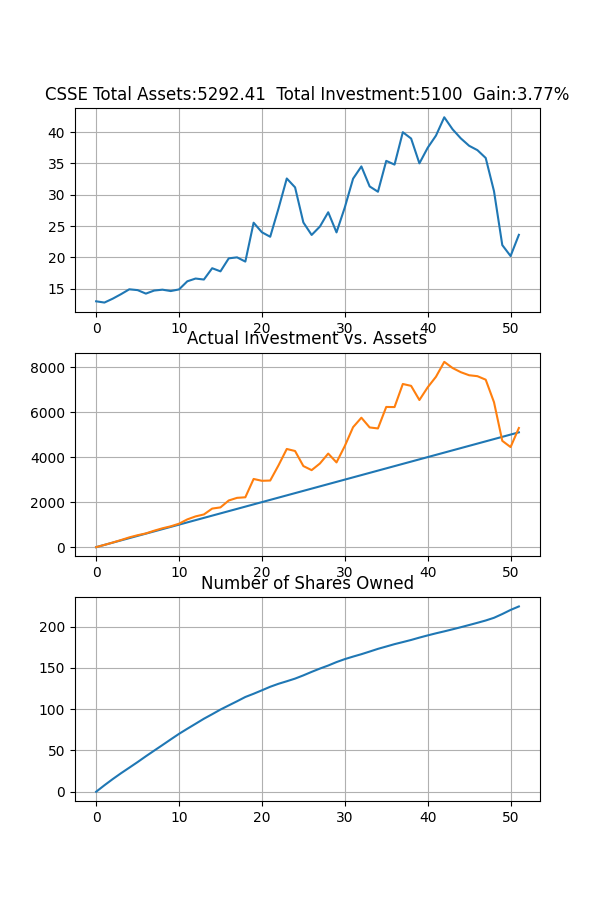 CSSE Total Assets:5292.41  Total Investment:5100  Gain:3.77%
40
35
30
25
20
15
0 10 20 30 40 50
Actual Investment vs. Assets
8000
6000
4000
2000
0
0 10 20 30 40 50
Number of Shares Owned
200
150
100
50
0
0 10 20 30 40 50